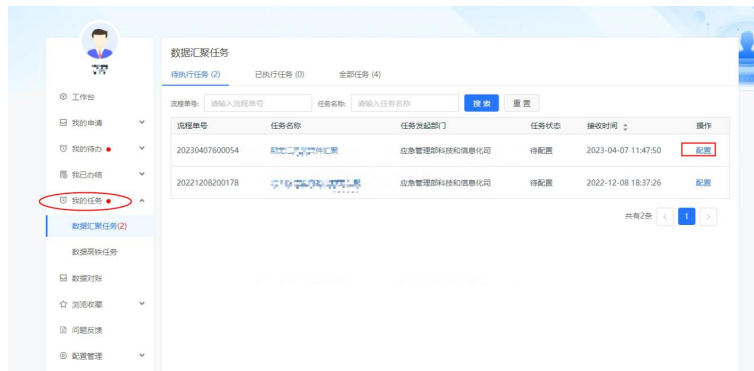 数据汇聚任务
待执行任务 (2) 已执行任务 (0) 全部任务 (4)
流程单号: 请输入流程单号 任务名称: 请输入任务名称 搜索 重置
流程单号 任务名称 任务发起部门 任务状态 接收时间 操作
20230407600054 应急管理部科技和信息化司 待配置 2023-04-07 11:47:50 配置
20221208200178 应急管理部科技和信息化司 待配置 2022-12-08 18:37:26 配置
共有2条 < 1 >
工作台
我的申请
我的待办
我已办结
我的任务
数据汇聚任务(2)
数据高铁任务
数据对账
浏览收藏
问题反馈
配置管理